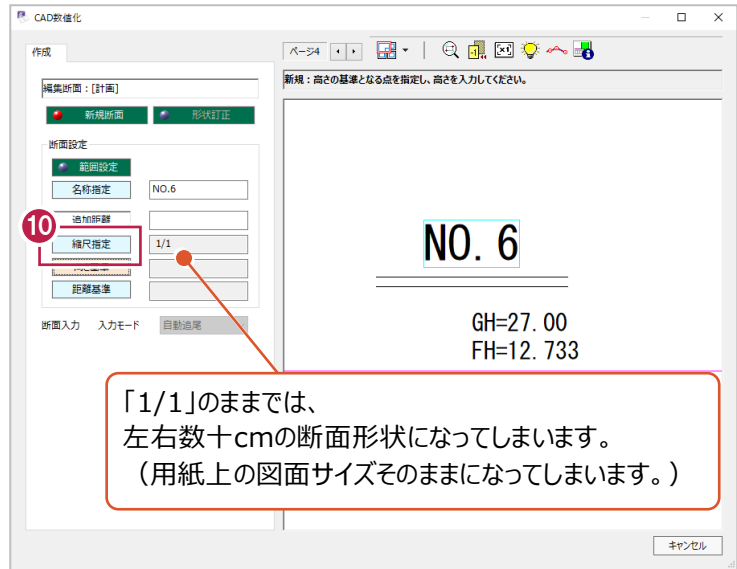 CAD数値化
作成
編集断面：[計画]
新規断面
形状訂正
断面設定
範囲設定
名称指定
NO.6
追加距離
10
縮尺指定
1/1
距離基準
断面入力 入力モード 自動追尾
ページ4
新規：高さの基準となる点を指定し、高さを入力してください。
NO. 6
GH=27. 00
FH=12. 733
「1/1」のままでは、
左右数十cmの断面形状になってしまいます。
（用紙上の図面サイズそのままになってしまいます。）
キャンセル